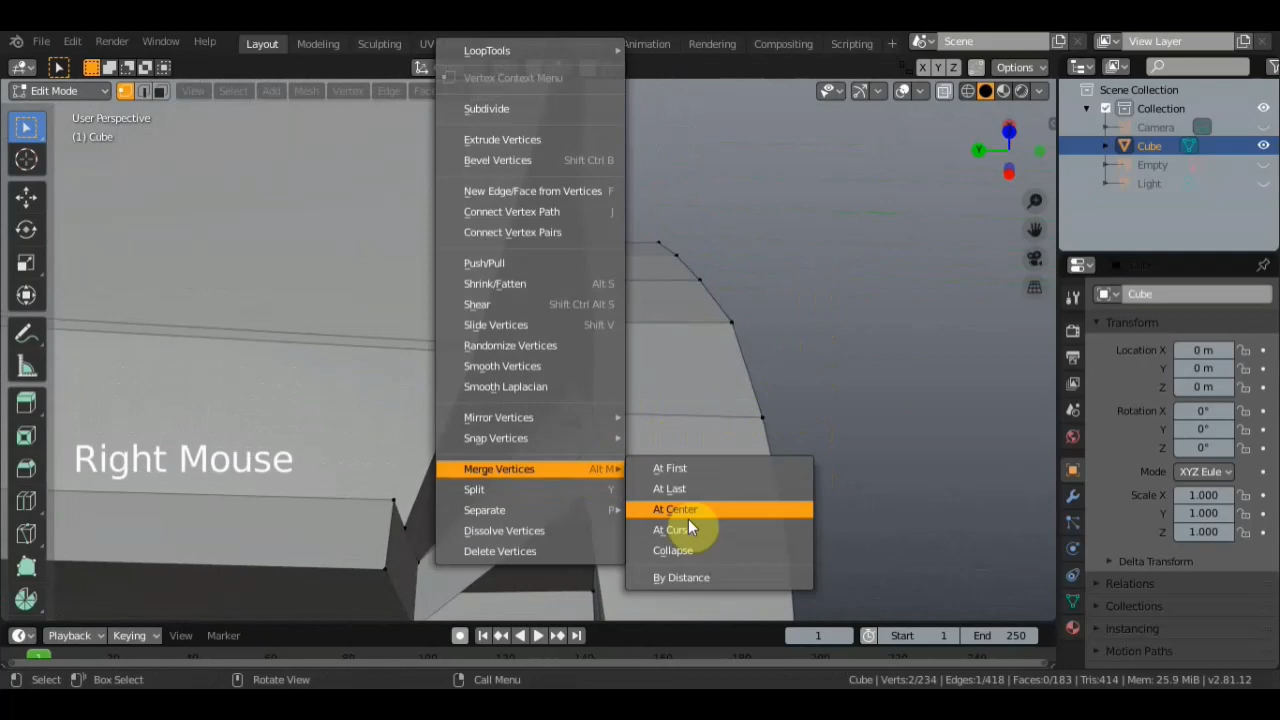 File Edit Render Window Help Layout Modeling Sculpting UV Animation Rendering Compositing Scripting + Scene View Layer
X Y Z Options
Edit Mode View Select Add Mesh Vertex Edge
User Perspective
(1) Cube
LoopTools
Vertex Context Menu
Subdivide
Extrude Vertices
Bevel Vertices Shift Ctrl B
New Edge/Face from Vertices F
Connect Vertex Path J
Connect Vertex Pairs
Push/Pull
Shrink/Fatten Alt S
Shear Shift Ctrl Alt S
Slide Vertices Shift V
Randomize Vertices
Smooth Vertices
Smooth Laplacian
Mirror Vertices
Snap Vertices
Merge Vertices Alt M
Split Y
Separate P
Dissolve Vertices
Delete Vertices
At First
At Last
At Center
At Curs
Collapse
By Distance
Right Mouse
Y
Scene Collection
Collection
Camera
Cube
Empty
Light
Cube
Transform
Location X 0 m
Y 0 m
Z 0 m
Rotation X 0°
Y 0°
Z 0°
Mode XYZ Eule
Scale X 1.000
Y 1.000
Z 1.000
Delta Transform
Relations
Collections
Instancing
Motion Paths
Playback Keying View Marker 1 Start 1 End 250
1
Select Box Select Rotate View Call Menu Cube | Verts:2/234 | Edges:1/418 | Faces:0/183 | Tris:414 | Mem: 25.9 MiB | v2.81.12